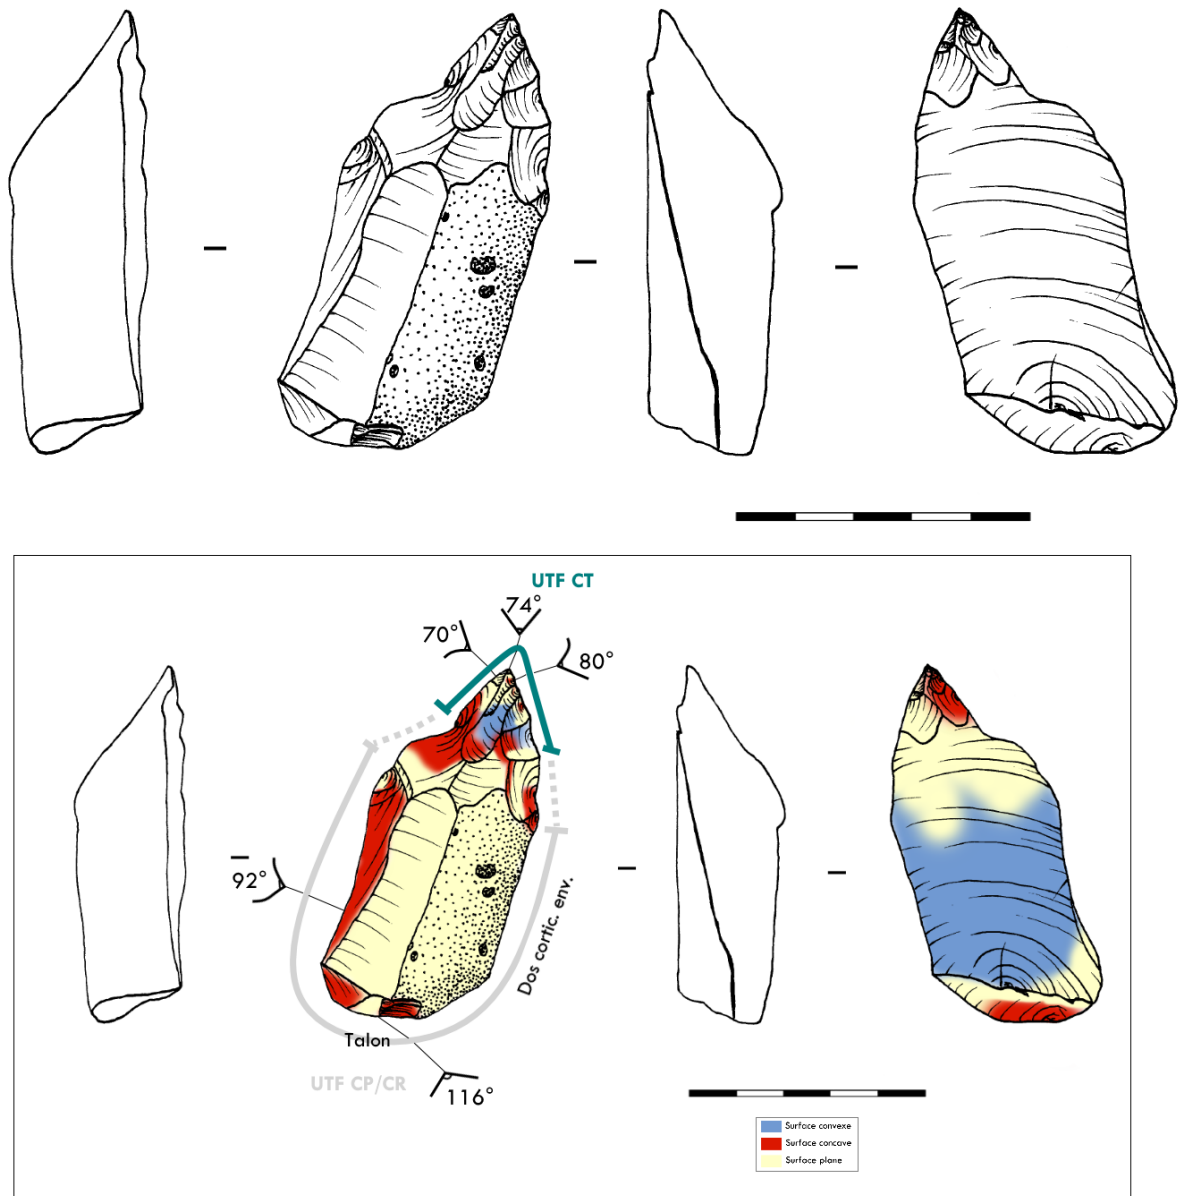 UTF CT
74°
70°
80°
92°
Dos cortic. env.
Talon
UTF CP/CR
116°
Surface convexe
Surface concave
Surface plane